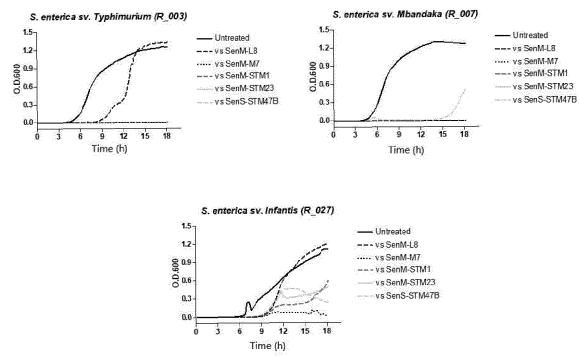 S. enterica sv. Typhimurium (R_003)
O.D.600
1.5
1.2
0.9
0.6
0.3
0.0
0 3 6 9 12 15 18
Time (h)
Untreated
vs SenM-L8
vs SenM-M7
vs SenM-STM1
vs SenM-STM23
vs SenS-STM47B
S. enterica sv. Mbandaka (R_007)
O.D.600
1.5
1.2
0.9
0.6
0.3
0.0
0 3 6 9 12 15 18
Time (h)
Untreated
vs SenM-L8
vs SenM-M7
vs SenM-STM1
vs SenM-STM23
vs SenS-STM47B
S. enterica sv. Infantis (R_027)
O.D.600
1.5
1.2
0.9
0.6
0.3
0.0
0 3 6 9 12 15 18
Time (h)
Untreated
vs SenM-L8
vs SenM-M7
vs SenM-STM1
vs SenM-STM23
vs SenS-STM47B